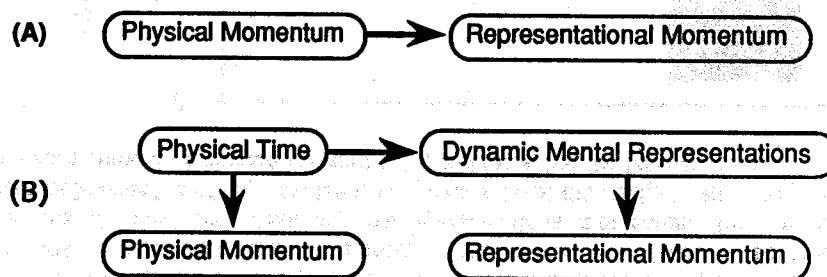 (A) Physical Momentum Representational Momentum
Physical Time Dynamic Mental Representations
(B)
Physical Momentum Representational Momentum